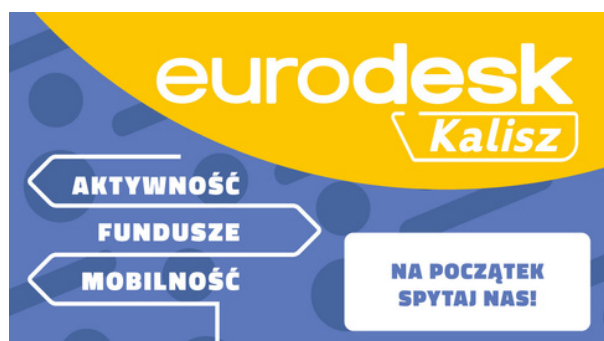 eurodesk
Kalisz
AKTYWNOŚĆ
FUNDUSZE
MOBILNOŚĆ
NA POCZĄTEK
SPYTAJ NAS!